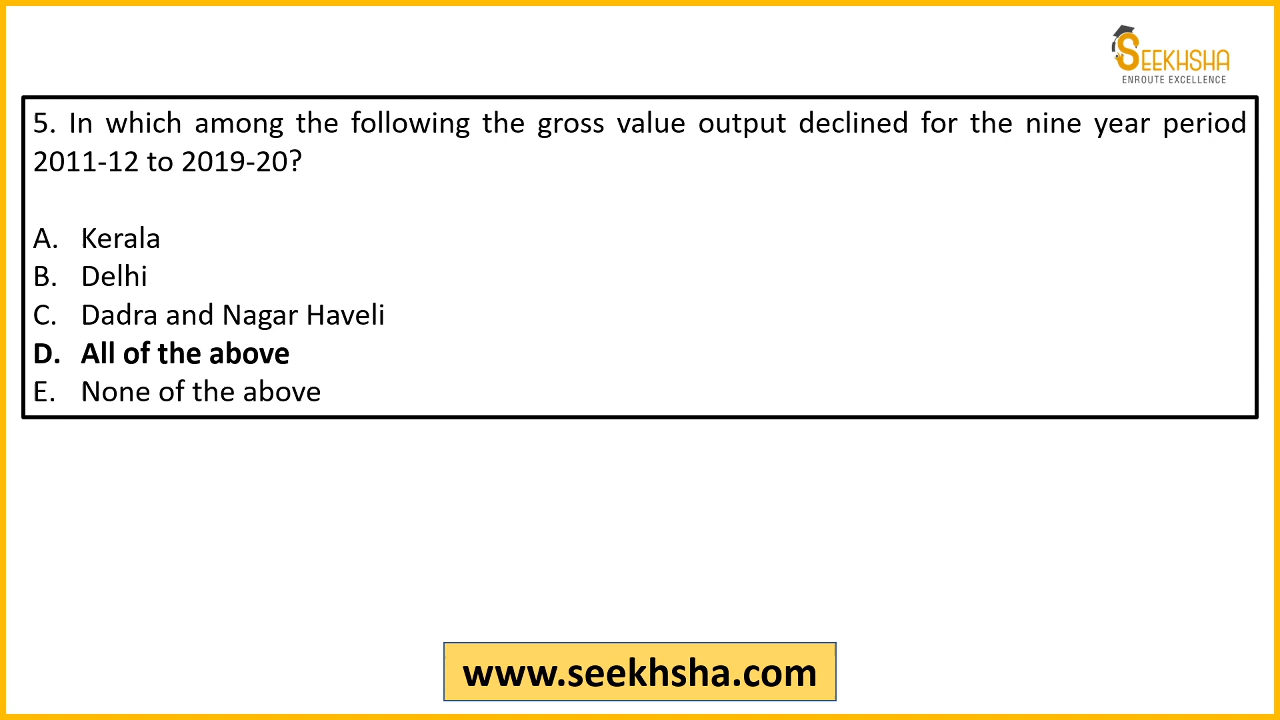 SEEKHSHA
ENROUTE EXCELLENCE
5. In which among the following the gross value output declined for the nine year period
2011-12 to 2019-20?
A. Kerala
B. Delhi
C. Dadra and Nagar Haveli
D. All of the above
E. None of the above
www.seekhsha.com